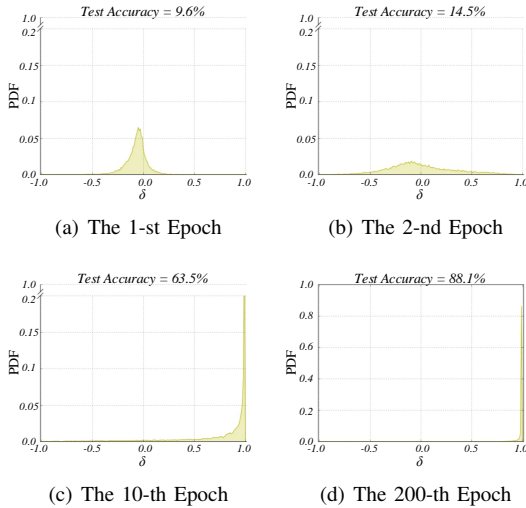 Test Accuracy = 9.6%
1.0
0.2
0.15
0.1
0.05
0.0
PDF
-1.0 -0.5 0.0 0.5 1.0
δ
(a) The 1-st Epoch
Test Accuracy = 14.5%
1.0
0.2
0.15
0.1
0.05
0.0
PDF
-1.0 -0.5 0.0 0.5 1.0
δ
(b) The 2-nd Epoch
Test Accuracy = 63.5%
1.0
0.2
0.15
0.1
0.05
0.0
PDF
-1.0 -0.5 0.0 0.5 1.0
δ
(c) The 10-th Epoch
Test Accuracy = 88.1%
1.0
0.8
0.6
0.4
0.2
0.0
PDF
-1.0 -0.5 0.0 0.5 1.0
δ
(d) The 200-th Epoch